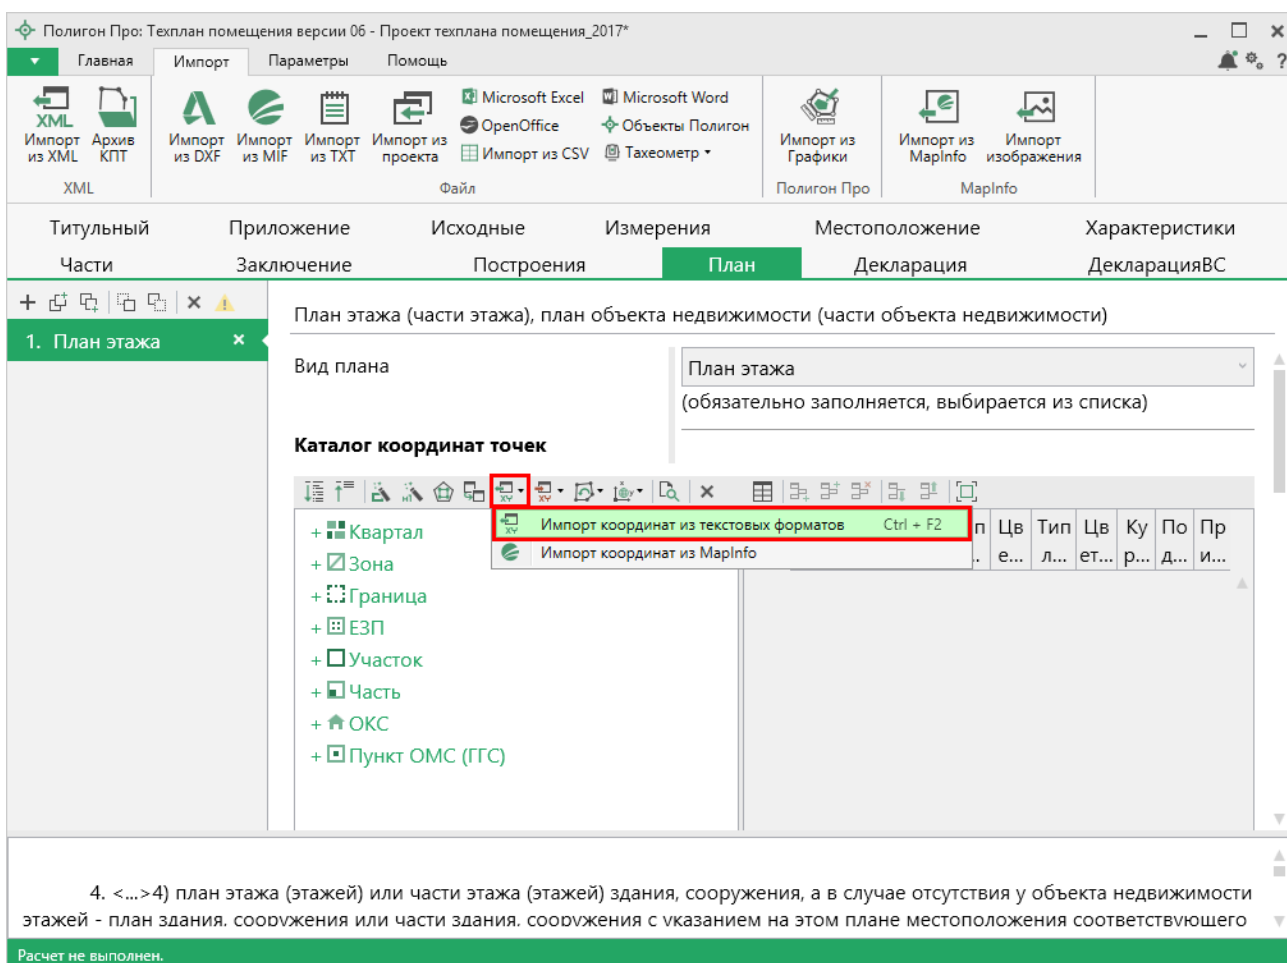 Полигон Про: Техплан помещения версии 06 - Проект техплана помещения_2017*
Главная Импорт Параметры Помощь ?
XML Импорт из XML
Архив КПТ
Импорт из DXF
Импорт из MIF
Импорт из TXT
Импорт из проекта
Microsoft Excel
OpenOffice
Импорт из CSV
Microsoft Word
Объекты Полигон
Тахеометр
Импорт из Графики
Импорт из MapInfo
Импорт изображения
XML Файл Полигон Про MapInfo
Титульный Приложение Исходные Измерения Местоположение Характеристики
Части Заключение Построения План Декларация ДекларацияВС
1. План этажа
План этажа (части этажа), план объекта недвижимости (части объекта недвижимости)
Вид плана План этажа
(обязательно заполняется, выбирается из списка)
Каталог координат точек
XY XY
XY Импорт координат из текстовых форматов Ctrl + F2
Импорт координат из MapInfo
п Цв Тип Цв Ку По Пр
.. е... л... ет... р... д... и...
+ Квартал
+ Зона
+ Граница
+ ЕЗП
+ Участок
+ Часть
+ ОКС
+ Пункт ОМС (ГГС)
4. <...>4) план этажа (этажей) или части этажа (этажей) здания, сооружения, а в случае отсутствия у объекта недвижимости
этажей - план здания, сооружения или части здания, сооружения с указанием на этом плане местоположения соответствующего
Расчет не выполнен.